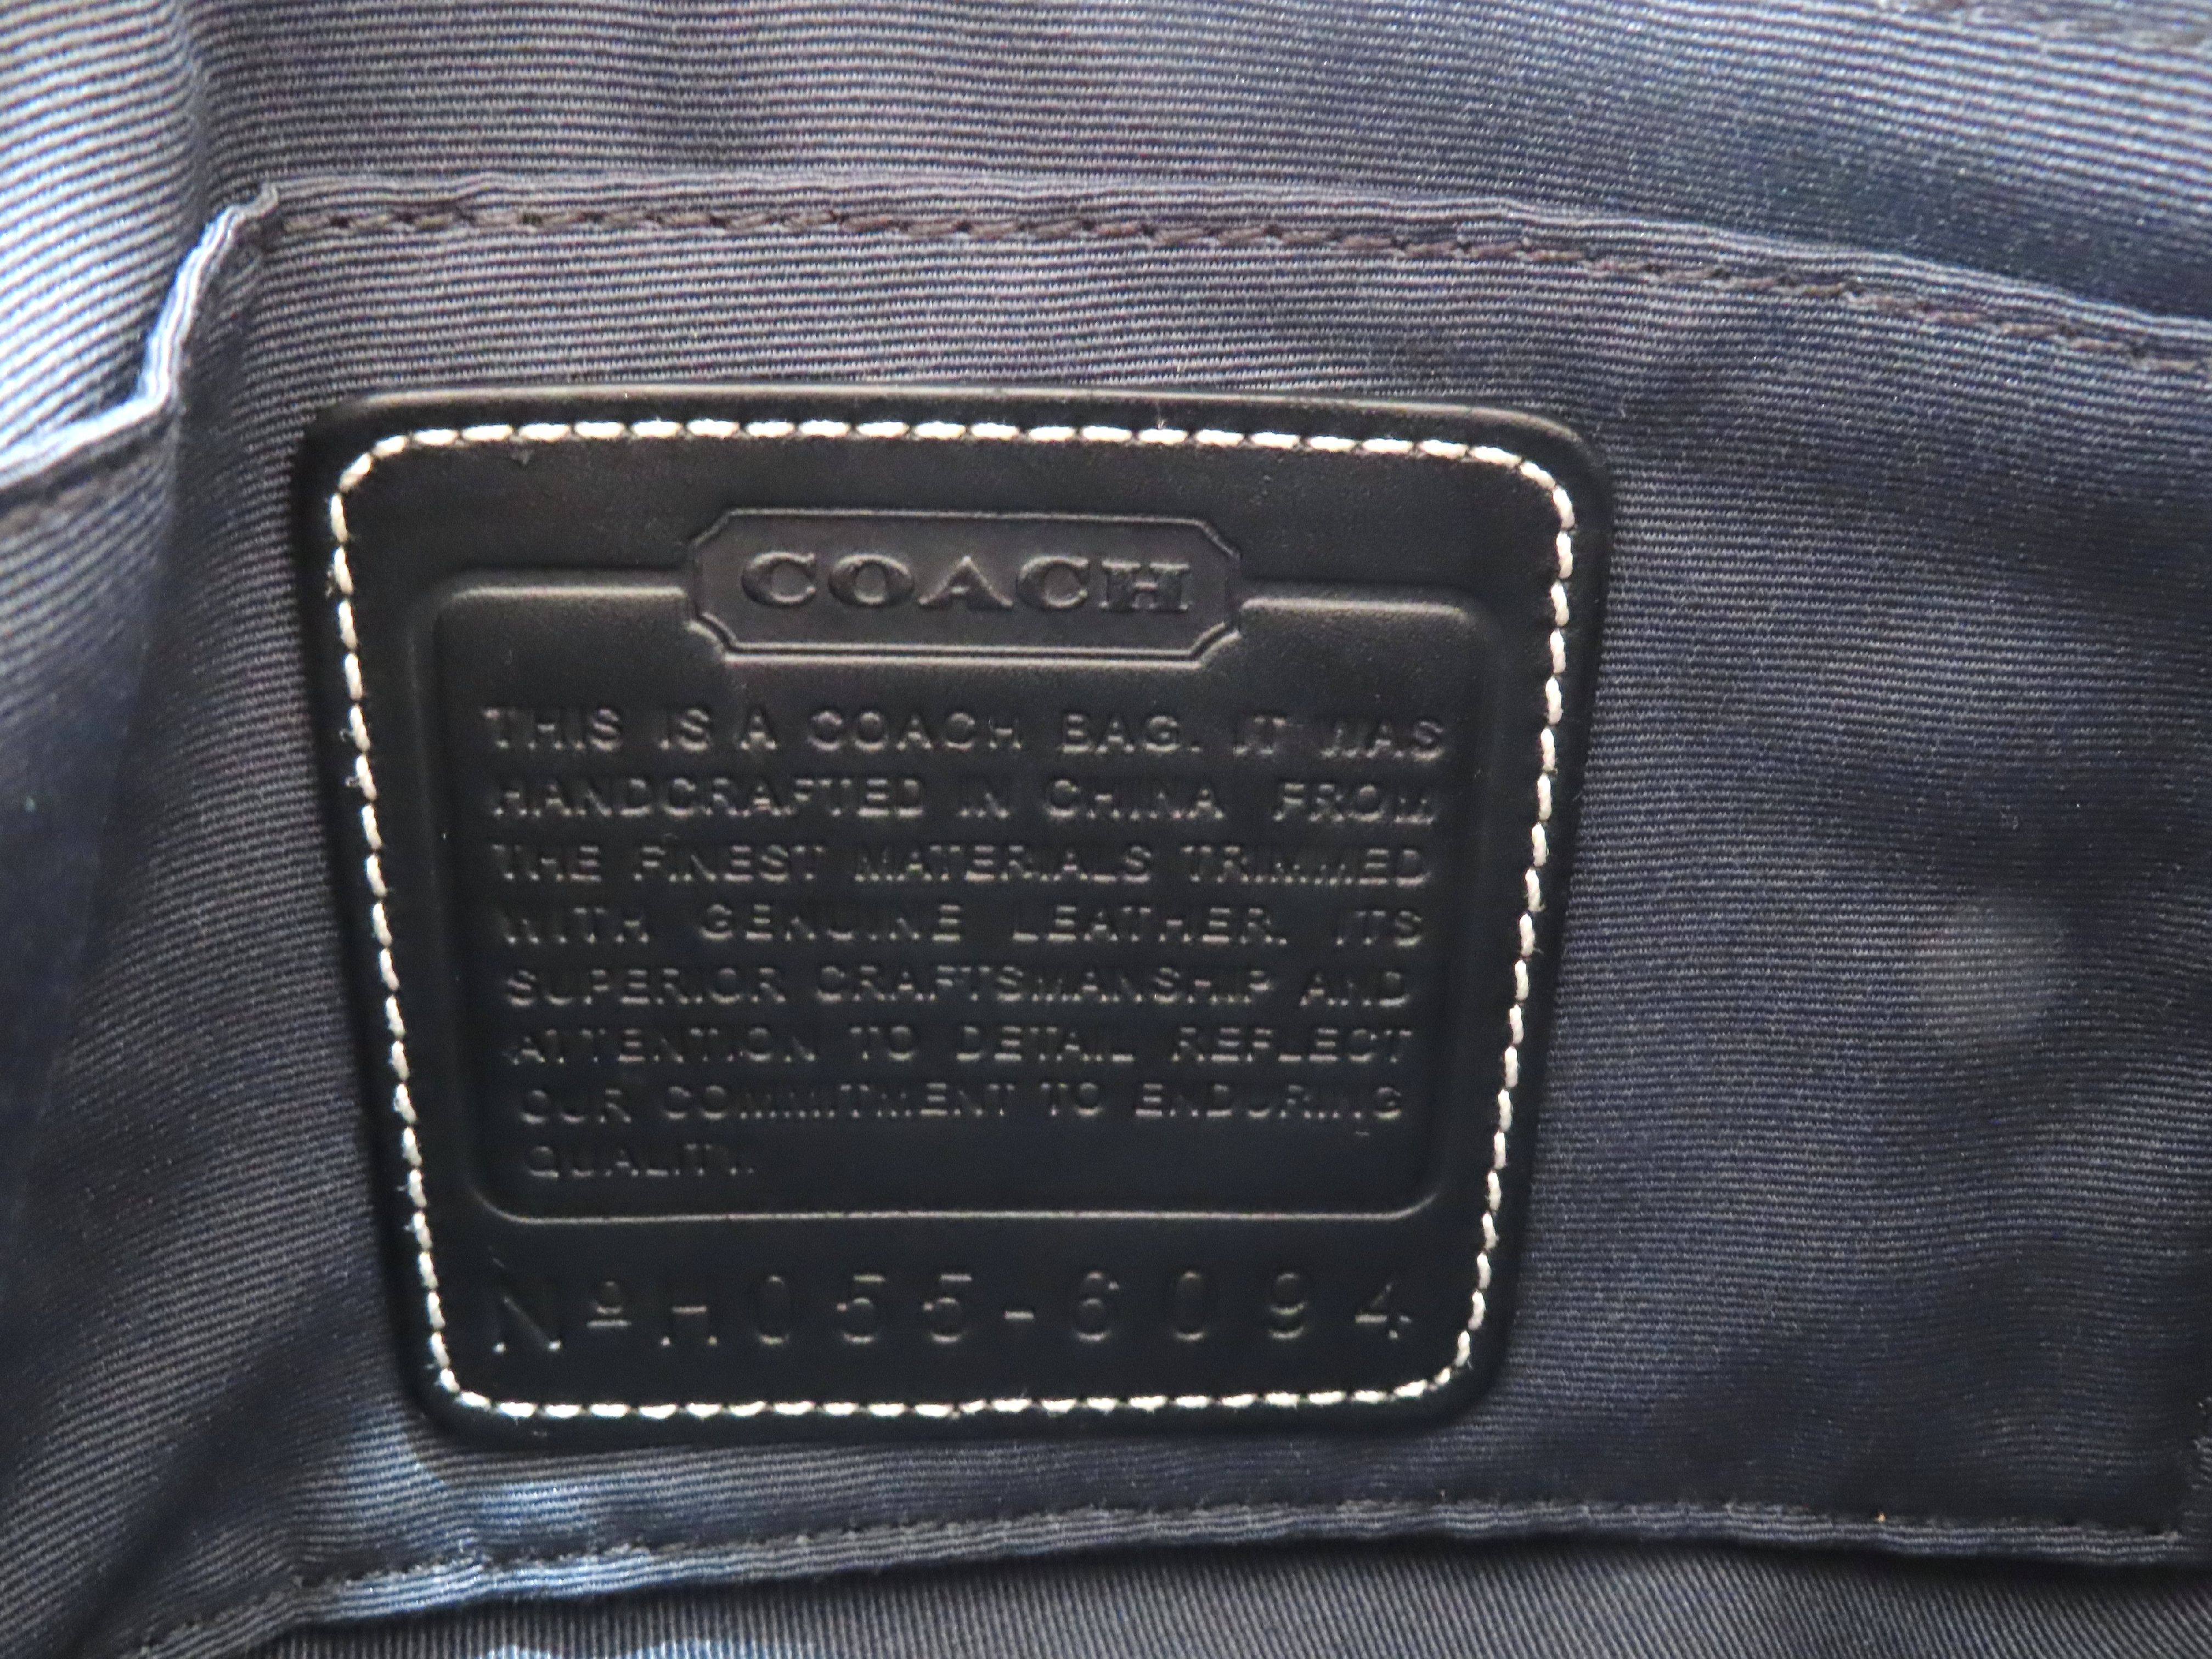 COACH
THIS IS A COACH BAG. IT WAS
HANDCRAFTED IN CHINA FROM
THE FINEST MATERIALS TRIMMED
WITH GENUINE LEATHER. ITS
SUPERIOR CRAFTSMANSHIP AND
ATTENTION TO DETAIL REFLECT
OUR COMMITMENT TO ENDURING
QUALITY.
Nº H055-6094